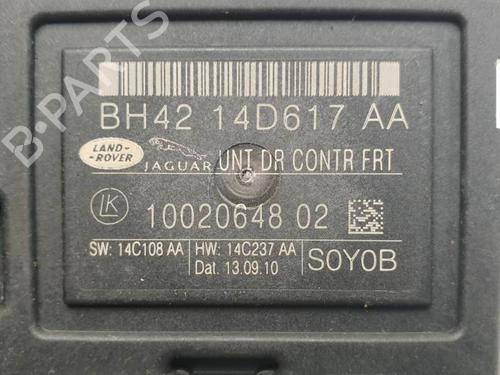 BH42 14D617 AA
LAND-
-ROVER
JAGUAR
UNT DR CONTR FRT
LK
10020648 02
SW: 14C108 AA
HW: 14C237 AA
Dat. 13.09.10
S0Y0B
B-PARTS